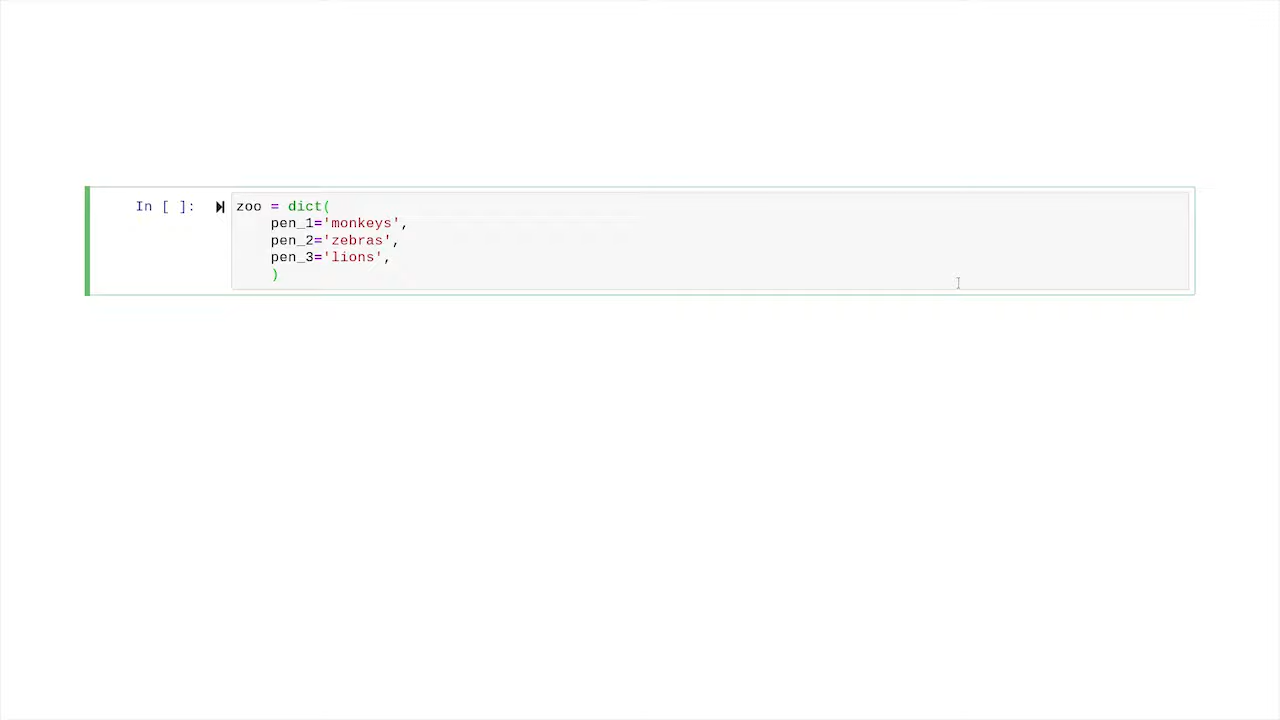 In [ ]: zoo = dict(
    pen_1='monkeys',
    pen_2='zebras',
    pen_3='lions',
    )